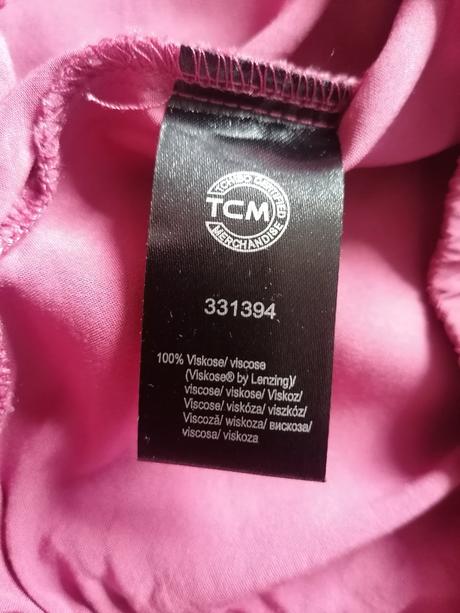 TCHIBO CERTIFIED
TCM
MERCHANDISE
331394
100% Viskose/ viscose
(Viskose® by Lenzing)/
viscose/ viskose/ Viskoz/
Viscose/ viskóza/ viszkóz/
Viscoză/ wiskoza/ вискоза/
viscosa/ viskoza